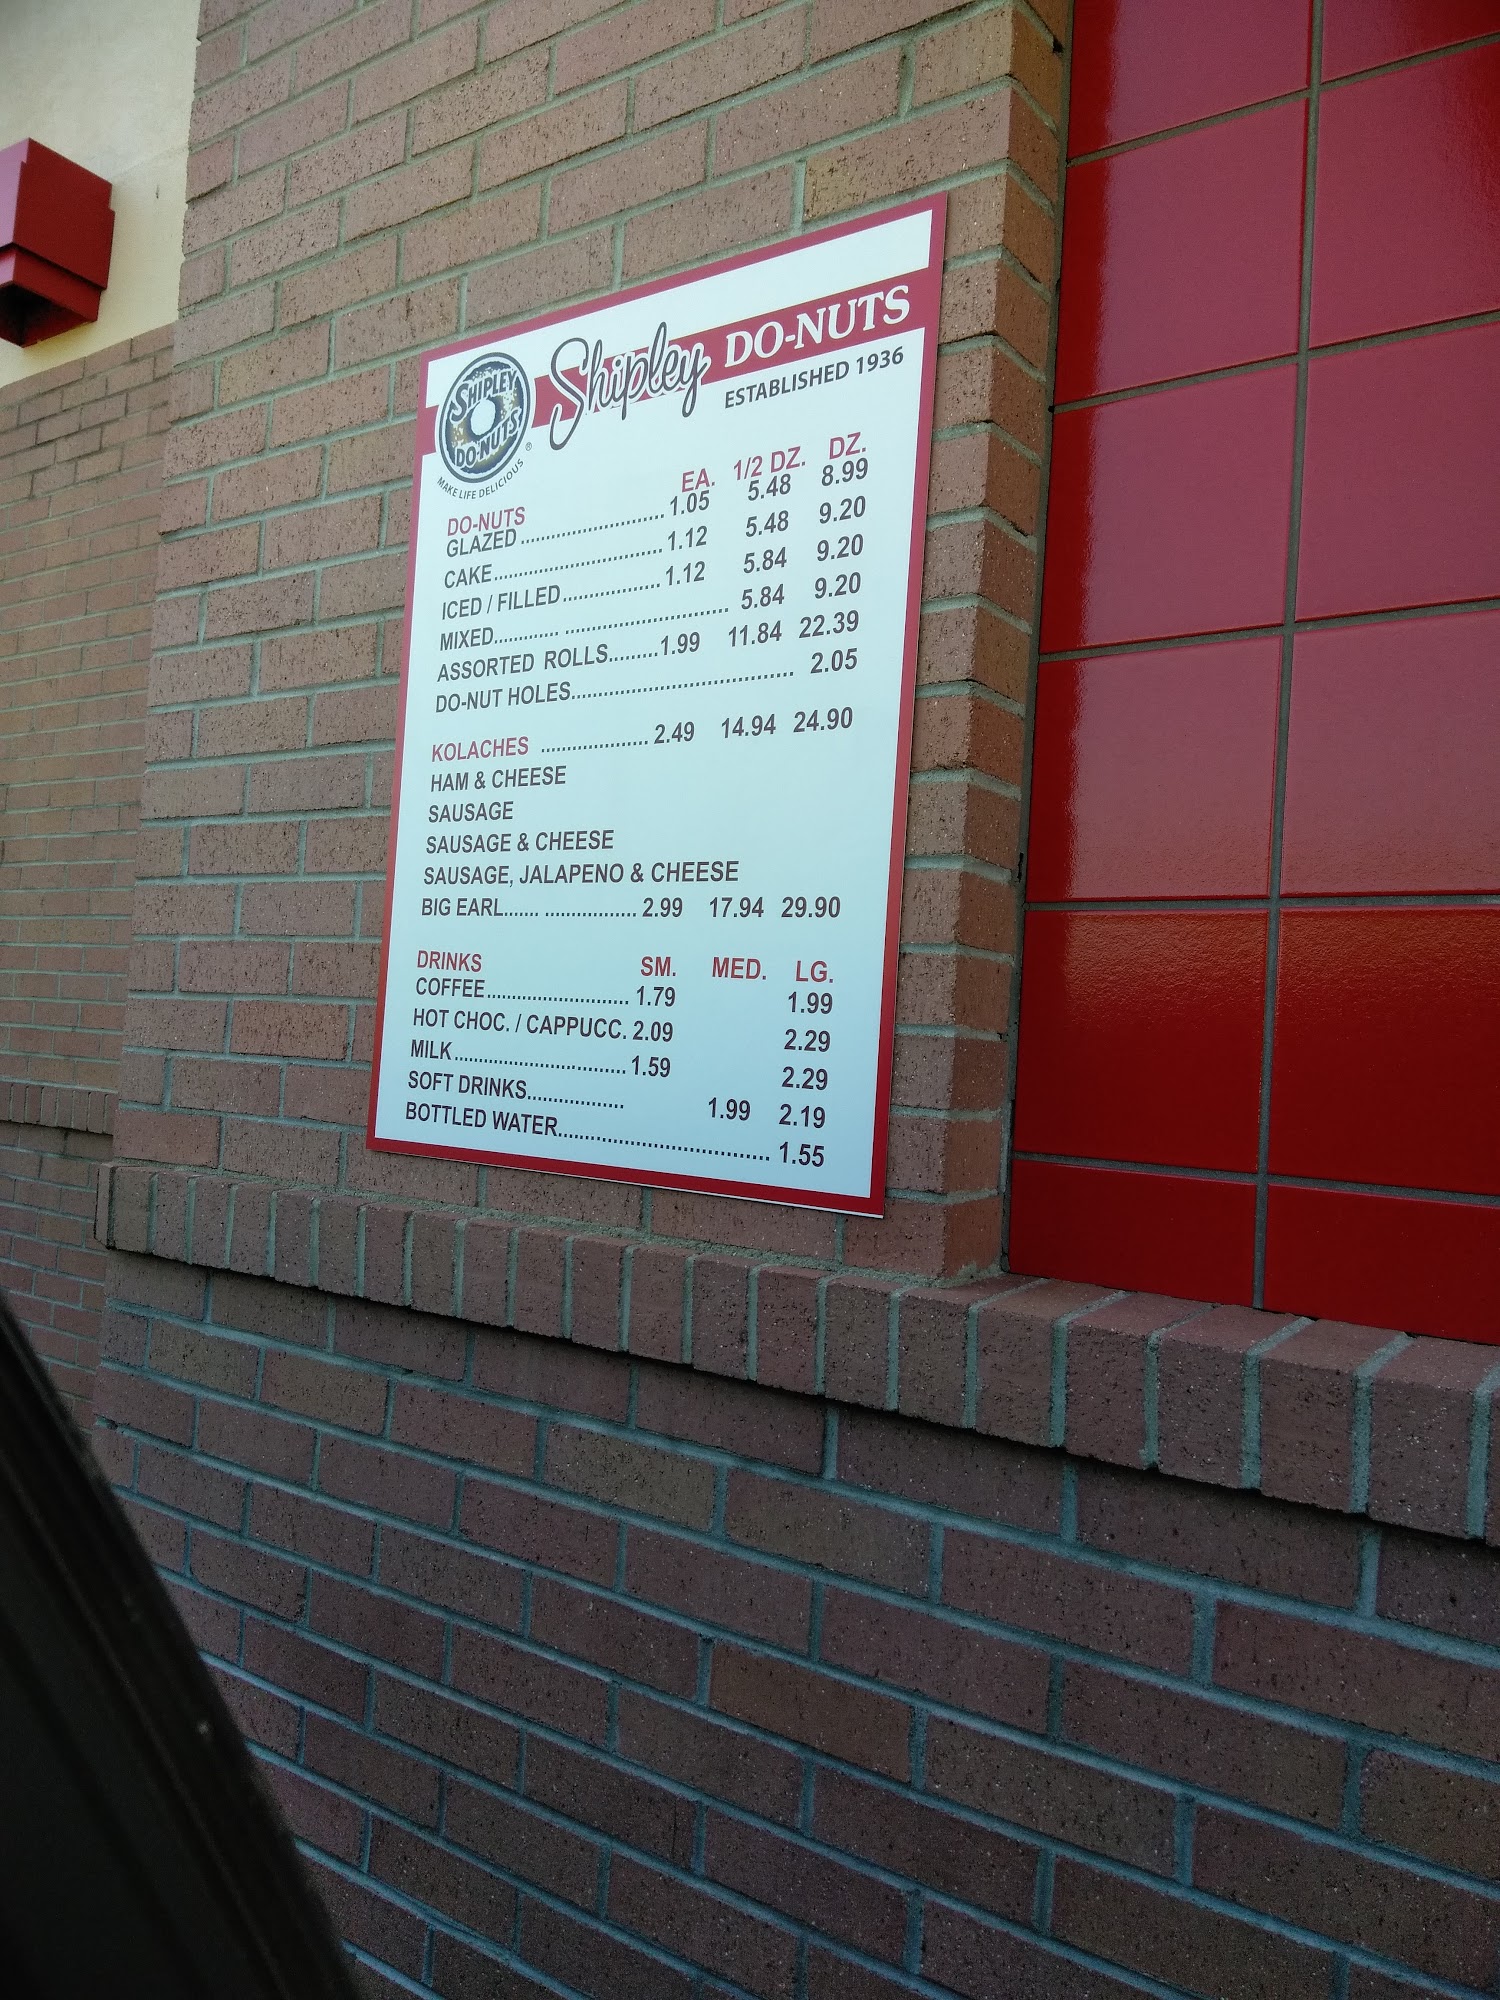 SHIPLEY
DO-NUTS
®
MAKE LIFE DELICIOUS
Shipley DO-NUTS
ESTABLISHED 1936
EA. 1/2 DZ. DZ.
DO-NUTS
GLAZED ............................ 1.05 5.48 8.99
CAKE................................. 1.12 5.48 9.20
ICED / FILLED................... 1.12 5.84 9.20
MIXED............. ................................ 5.84 9.20
ASSORTED ROLLS.........1.99 11.84 22.39
DO-NUT HOLES...................................... 2.05
KOLACHES ..................... 2.49 14.94 24.90
HAM & CHEESE
SAUSAGE
SAUSAGE & CHEESE
SAUSAGE, JALAPENO & CHEESE
BIG EARL....... .................. 2.99 17.94 29.90
DRINKS SM. MED. LG.
COFFEE............................ 1.79 1.99
HOT CHOC. / CAPPUCC. 2.09 2.29
MILK.................................. 1.59 2.29
SOFT DRINKS................... 1.99 2.19
BOTTLED WATER.................................... 1.55